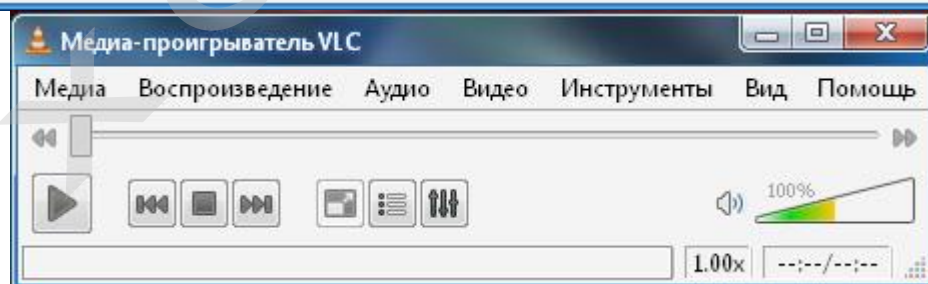 Медиа-проигрыватель VLC
Медиа Воспроизведение Аудио Видео Инструменты Вид Помощь
100%
1.00x --:--/--:--